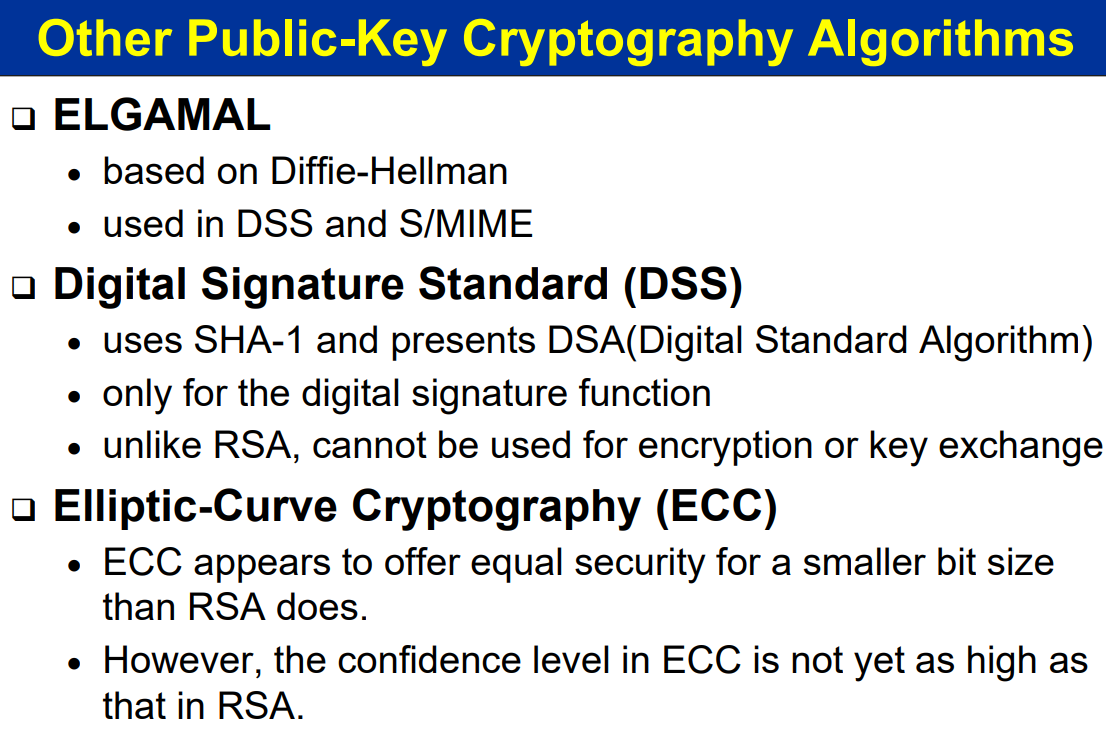 Other Public-Key Cryptography Algorithms
❑ ELGAMAL
• based on Diffie-Hellman
• used in DSS and S/MIME
❑ Digital Signature Standard (DSS)
• uses SHA-1 and presents DSA(Digital Standard Algorithm)
• only for the digital signature function
• unlike RSA, cannot be used for encryption or key exchange
❑ Elliptic-Curve Cryptography (ECC)
• ECC appears to offer equal security for a smaller bit size
than RSA does.
• However, the confidence level in ECC is not yet as high as
that in RSA.